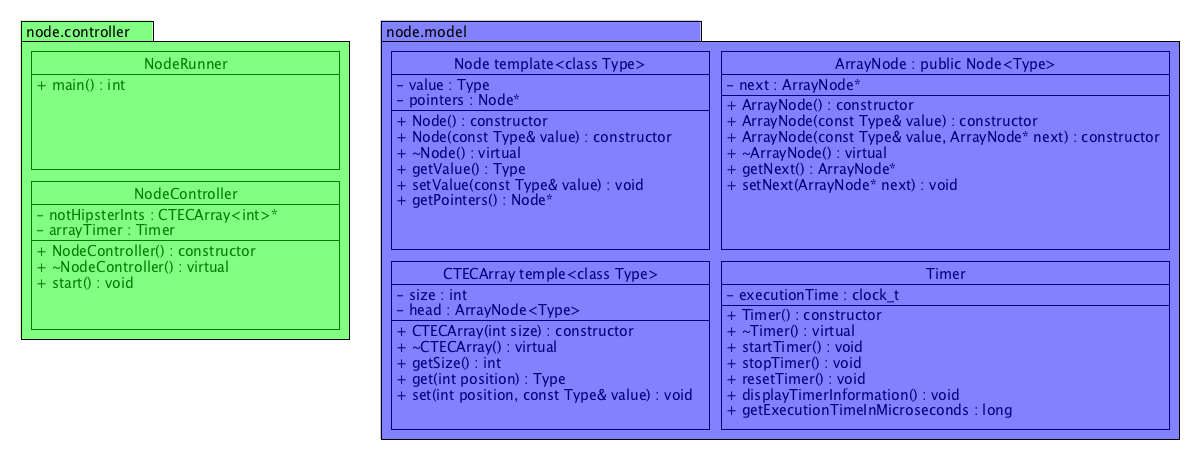 node.controller
NodeRunner
+ main() : int
NodeController
- notHipsterInts : CTECArray<int>*
- arrayTimer : Timer
+ NodeController() : constructor
+ ~NodeController() : virtual
+ start() : void
node.model
Node template<class Type>
- value : Type
- pointers : Node*
+ Node() : constructor
+ Node(const Type& value) : constructor
+ ~Node() : virtual
+ getValue() : Type
+ setValue(const Type& value) : void
+ getPointers() : Node*
ArrayNode : public Node<Type>
- next : ArrayNode*
+ ArrayNode() : constructor
+ ArrayNode(const Type& value) : constructor
+ ArrayNode(const Type& value, ArrayNode* next) : constructor
+ ~ArrayNode() : virtual
+ getNext() : ArrayNode*
+ setNext(ArrayNode* next) : void
CTECArray temple<class Type>
- size : int
- head : ArrayNode<Type>
+ CTECArray(int size) : constructor
+ ~CTECArray() : virtual
+ getSize() : int
+ get(int position) : Type
+ set(int position, const Type& value) : void
Timer
- executionTime : clock_t
+ Timer() : constructor
+ ~Timer() : virtual
+ startTimer() : void
+ stopTimer() : void
+ resetTimer() : void
+ displayTimerInformation() : void
+ getExecutionTimeInMicroseconds : long